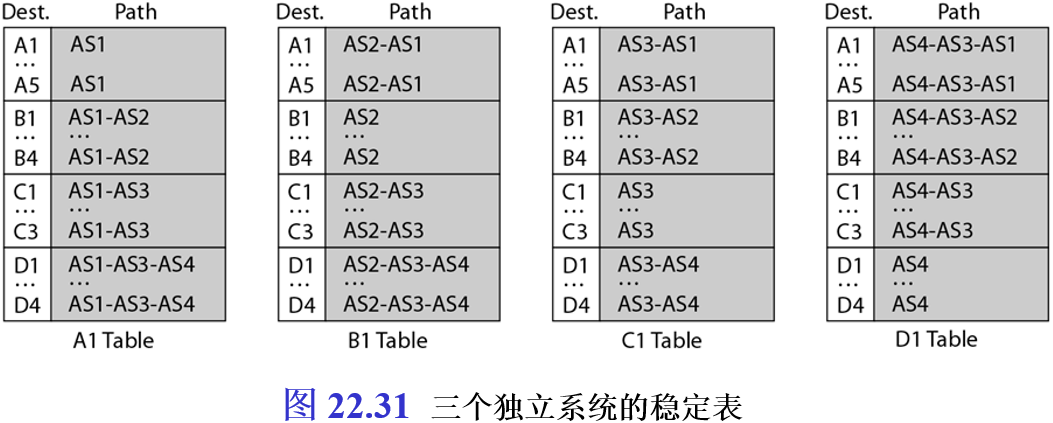 Dest. Path Dest. Path Dest. Path Dest. Path
A1 AS1 A1 AS2-AS1 A1 AS3-AS1 A1 AS4-AS3-AS1
... ... ... ...
A5 AS1 A5 AS2-AS1 A5 AS3-AS1 A5 AS4-AS3-AS1
B1 AS1-AS2 B1 AS2 B1 AS3-AS2 B1 AS4-AS3-AS2
... ... ... ... ... ... ... ...
B4 AS1-AS2 B4 AS2 B4 AS3-AS2 B4 AS4-AS3-AS2
C1 AS1-AS3 C1 AS2-AS3 C1 AS3 C1 AS4-AS3
... ... ... ... ... ... ... ...
C3 AS1-AS3 C3 AS2-AS3 C3 AS3 C3 AS4-AS3
D1 AS1-AS3-AS4 D1 AS2-AS3-AS4 D1 AS3-AS4 D1 AS4
... ... ... ... ... ... ... ...
D4 AS1-AS3-AS4 D4 AS2-AS3-AS4 D4 AS3-AS4 D4 AS4
A1 Table B1 Table C1 Table D1 Table
图 22.31 三个独立系统的稳定表